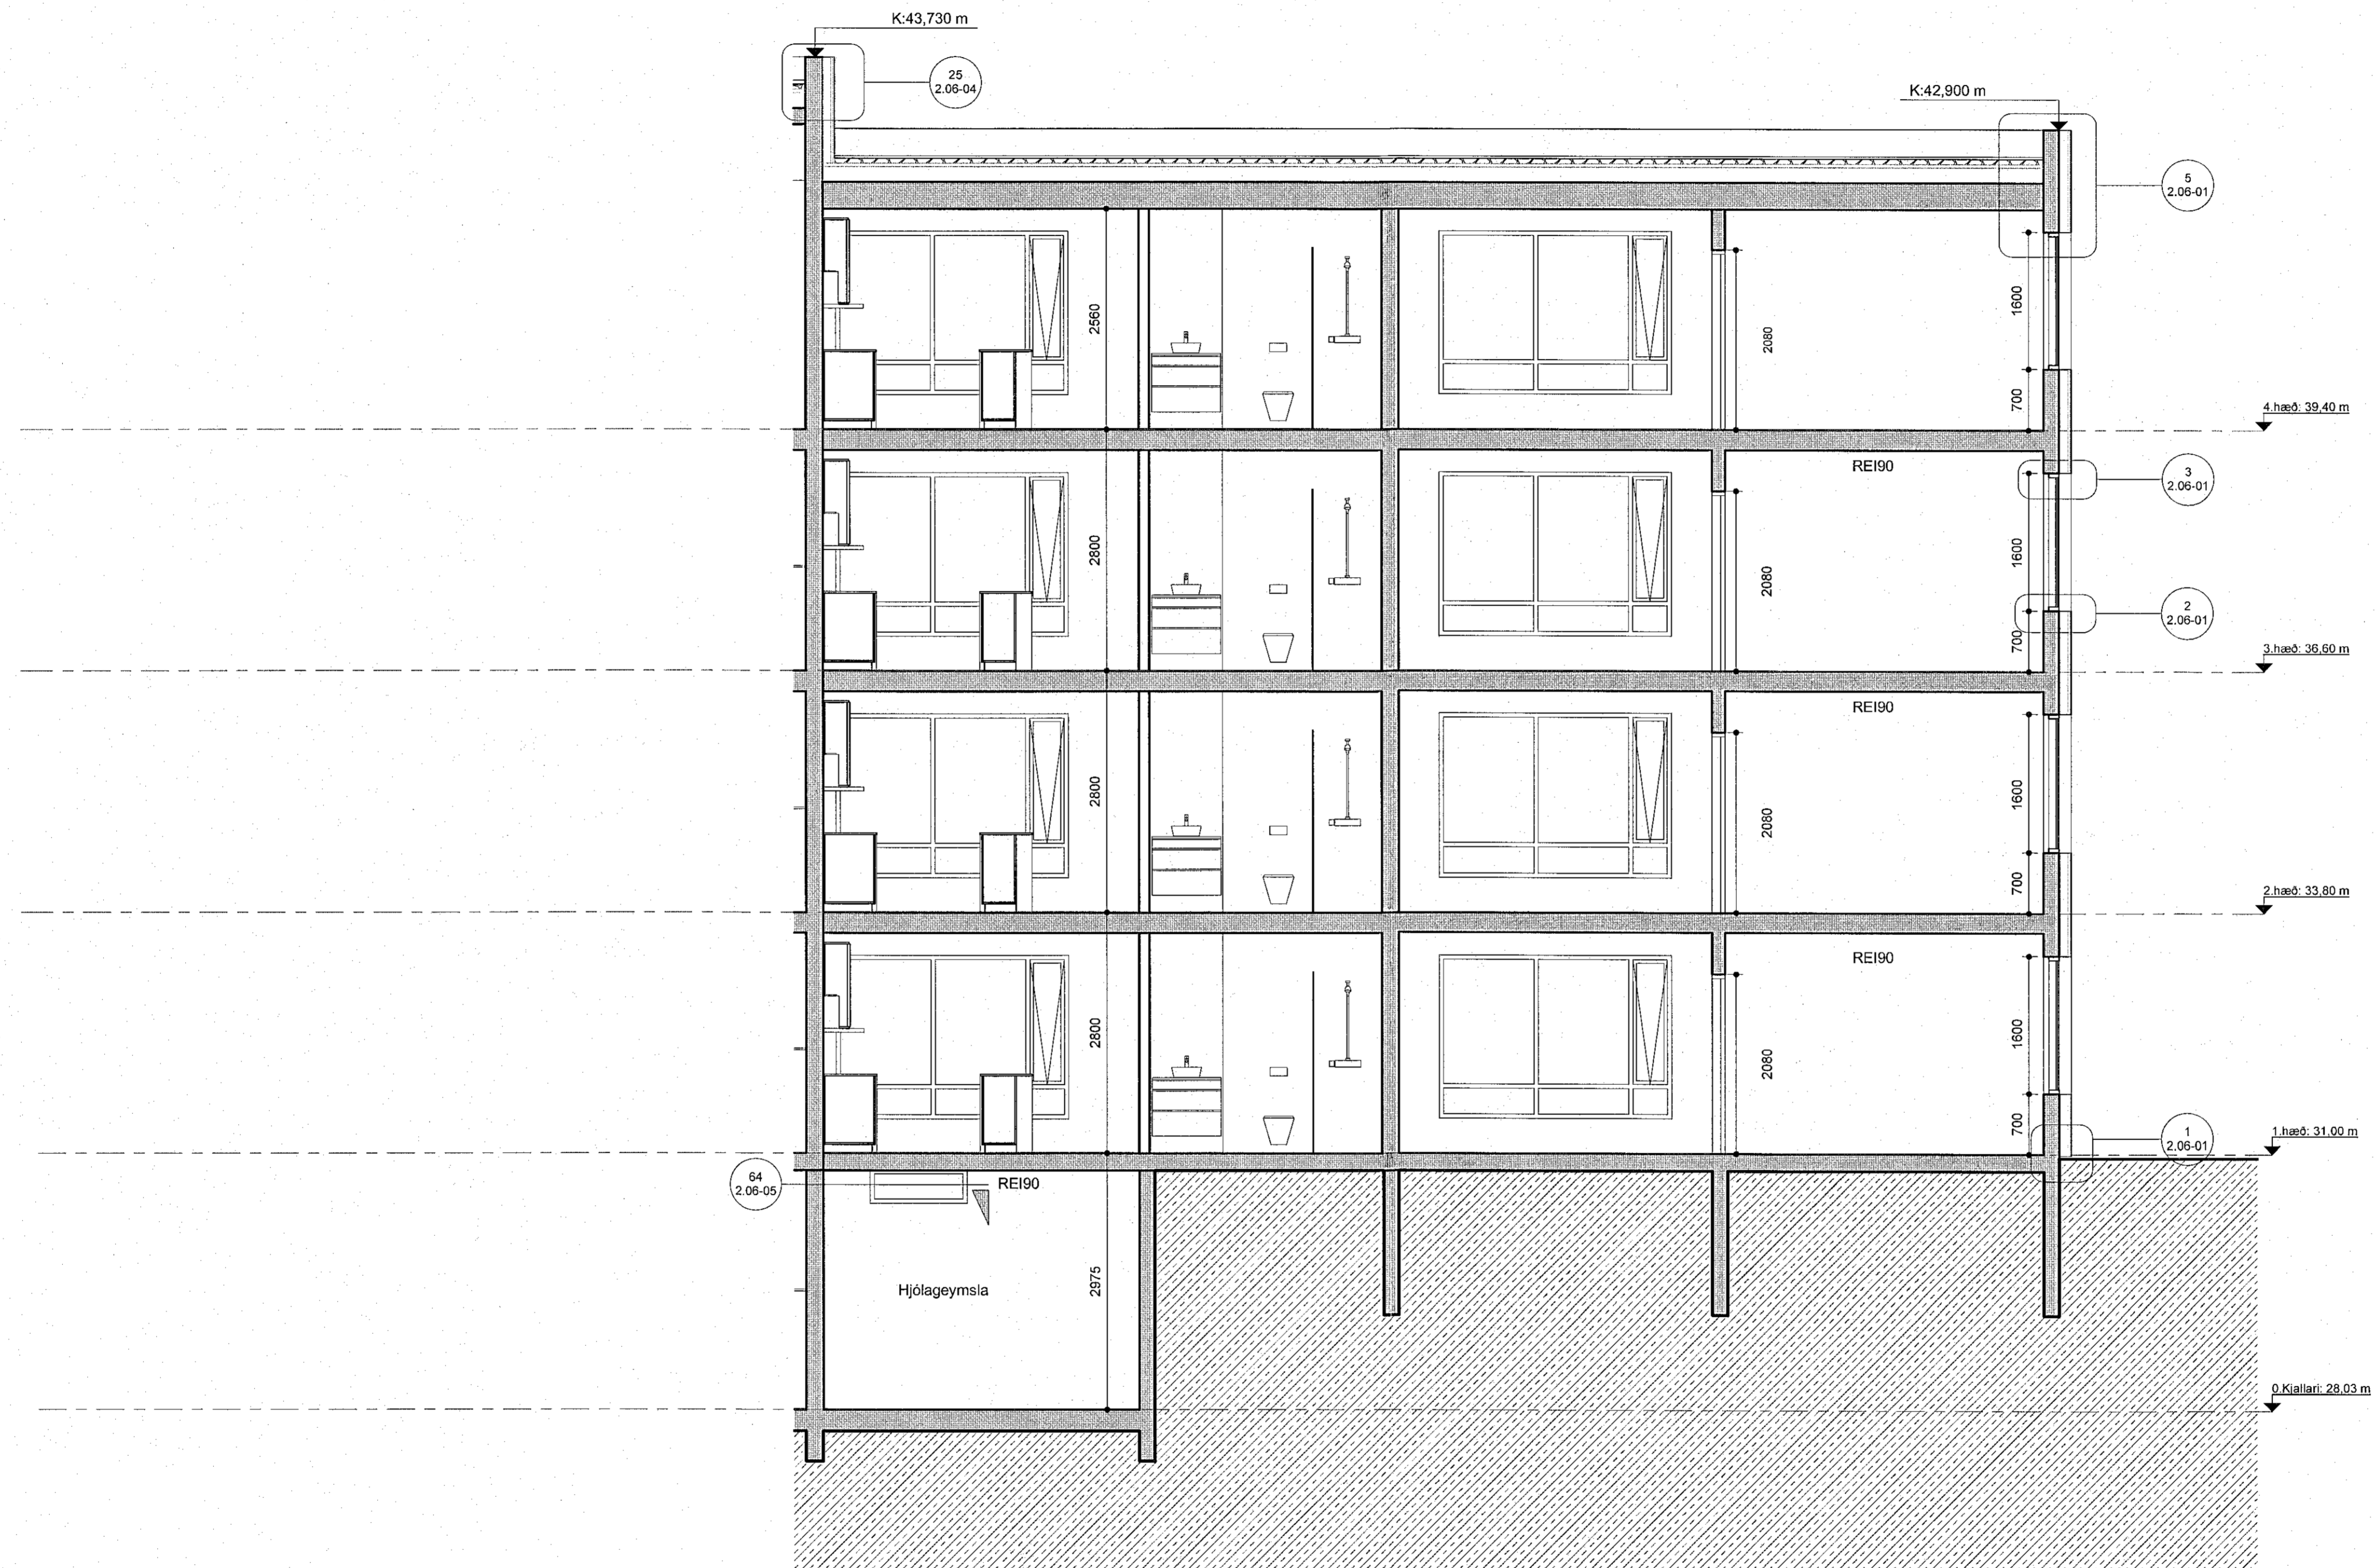 K:43,730 m
25
2.06-04
K:42,900 m
5
2.06-01
2560
2080
1600
700
4.hæð: 39,40 m
REI90
3
2.06-01
2800
2080
1600
2
2.06-01
700
3.hæð: 36,60 m
REI90
2800
2080
1600
700
2.hæð: 33,80 m
REI90
2800
2080
1600
700
1
2.06-01
1.hæð: 31,00 m
64
2.06-05
REI90
Hjólageymsla
2975
0.Kjallari: 28,03 m